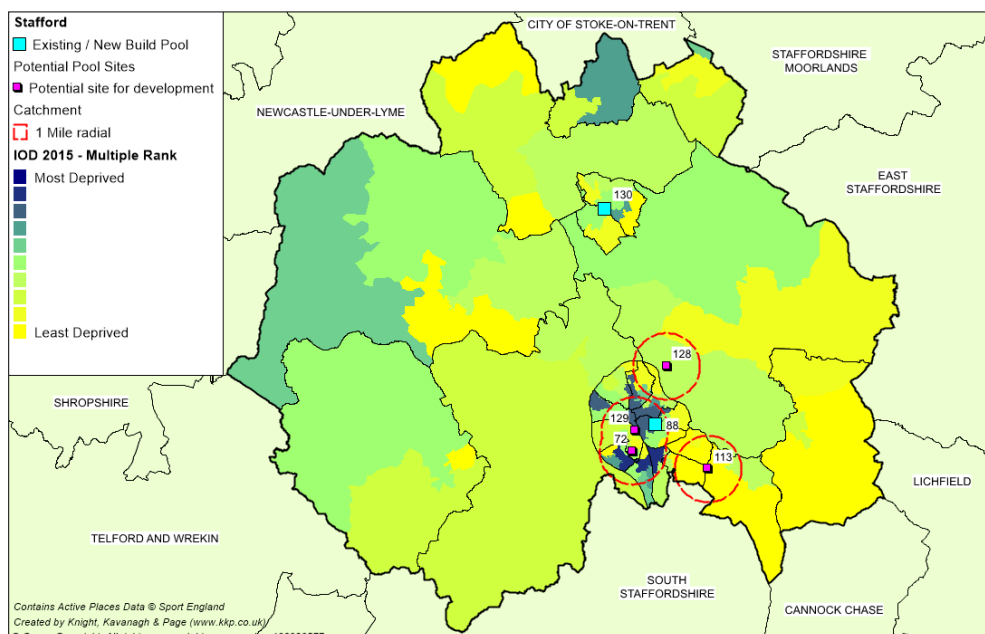 Stafford
Existing / New Build Pool
Potential Pool Sites
Potential site for development
Catchment
1 Mile radial
IOD 2015 - Multiple Rank
Most Deprived
Least Deprived
CITY OF STOKE-ON-TRENT
STAFFORDSHIRE
MOORLANDS
NEWCASTLE-UNDER-LYME
EAST
STAFFORDSHIRE
130
128
SHROPSHIRE
129
88
72
113
LICHFIELD
TELFORD AND WREKIN
SOUTH
STAFFORDSHIRE
CANNOCK CHASE
Contains Active Places Data © Sport England
Created by Knight, Kavanagh & Page (www.kkp.co.uk)